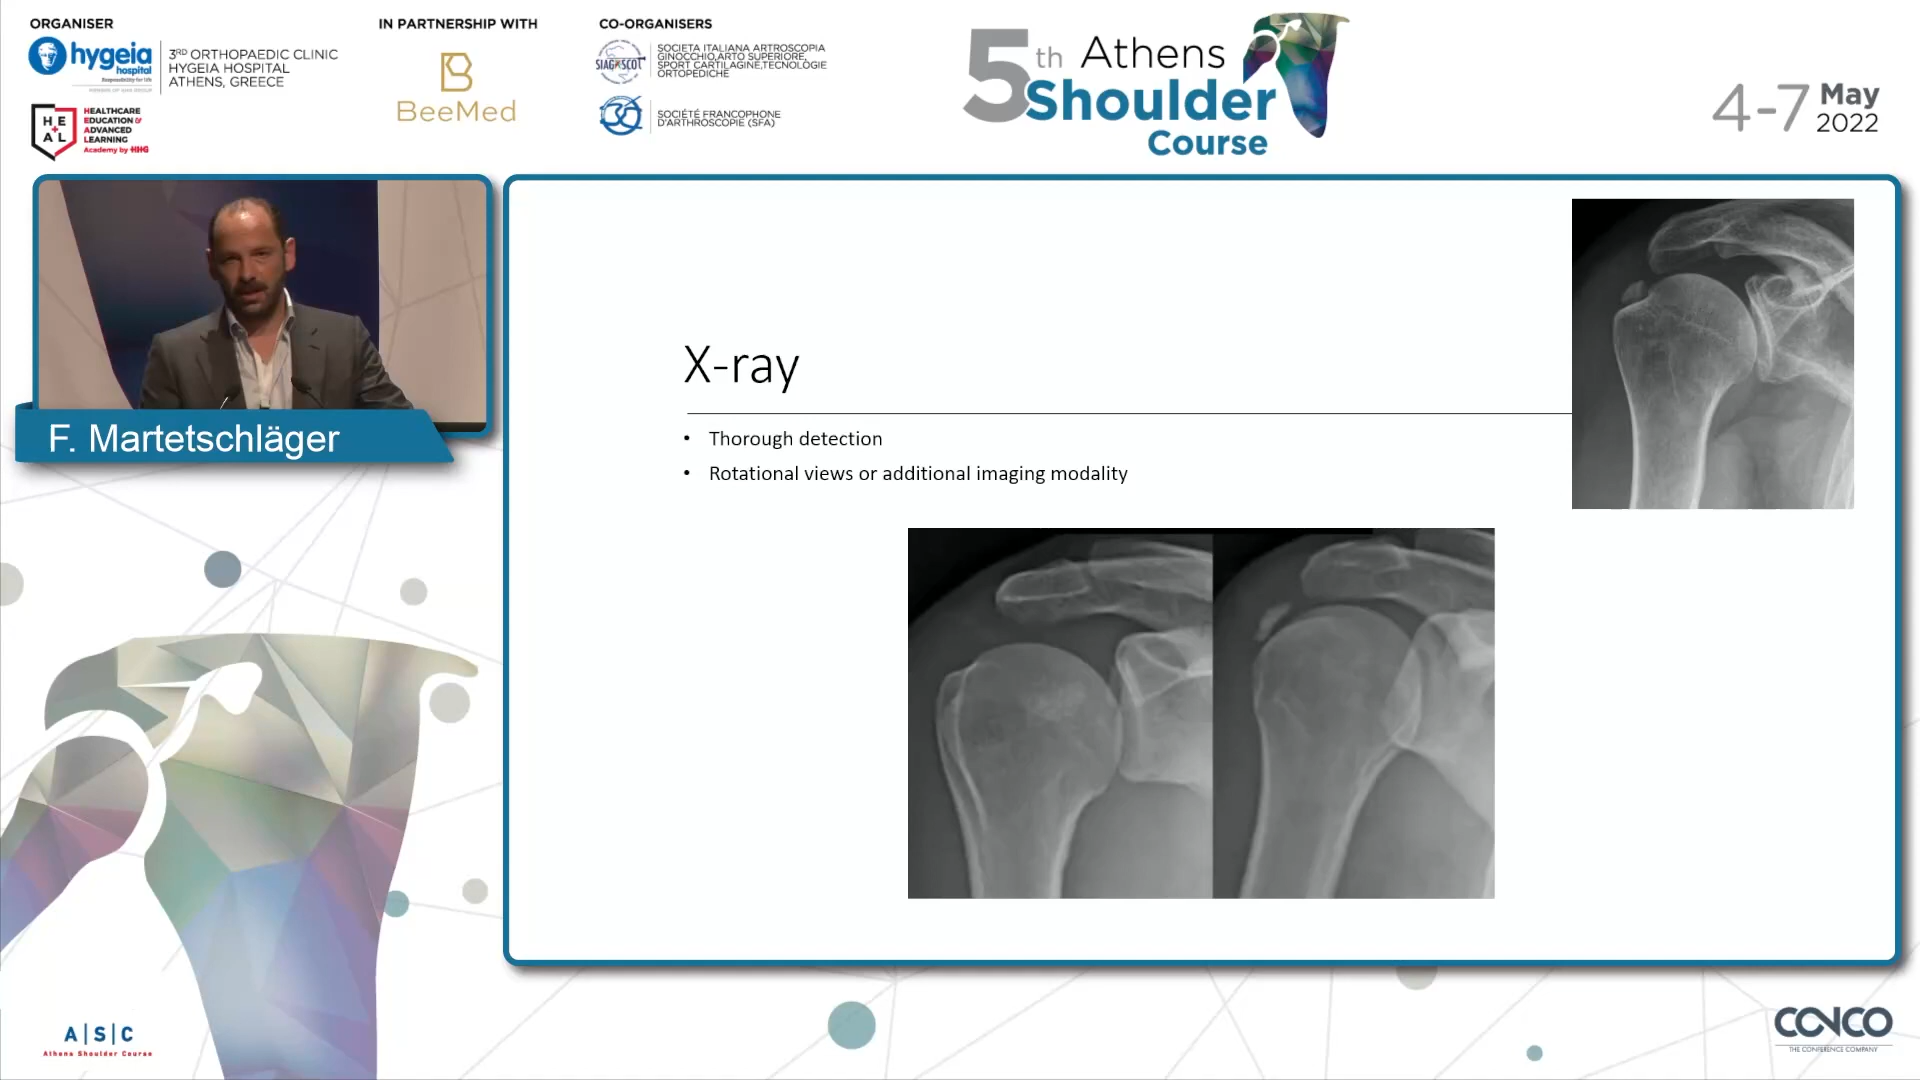 ORGANISER
hygeia
hospital
3RD ORTHOPAEDIC CLINIC
HYGEIA HOSPITAL
ATHENS, GREECE
HEAL
HEALTHCARE
EDUCATION &
ADVANCED
LEARNING
Academy by HHG
IN PARTNERSHIP WITH
BeeMed
CO-ORGANISERS
SIAGASCOT
SOCIETA ITALIANA ARTROSCOPIA
GINOCCHIO,ARTO SUPERIORE,
SPORT CARTILAGINE,TECNOLOGIE
ORTOPEDICHE
SOCIÉTÉ FRANCOPHONE
D'ARTHROSCOPIE (SFA)
5th Athens
Shoulder
Course
4-7 May
2022
F. Martetschläger
X-ray
• Thorough detection
• Rotational views or additional imaging modality
A|S|C
Athens Shoulder Course
CONCO
THE CONFERENCE COMPANY